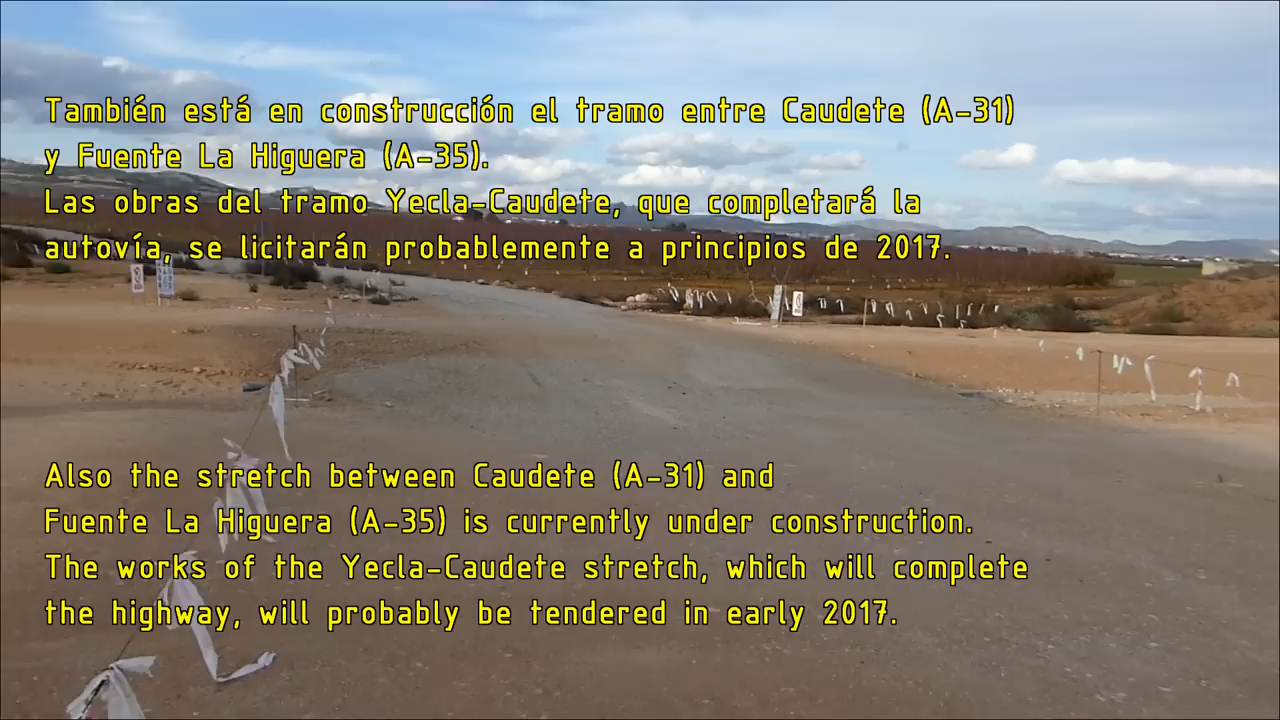 También está en construcción el tramo entre Caudete (A-31)
y Fuente La Higuera (A-35).
Las obras del tramo Yecla-Caudete, que completará la
autovía, se licitarán probablemente a principios de 2017.
Also the stretch between Caudete (A-31) and
Fuente La Higuera (A-35) is currently under construction.
The works of the Yecla-Caudete stretch, which will complete
the highway, will probably be tendered in early 2017.